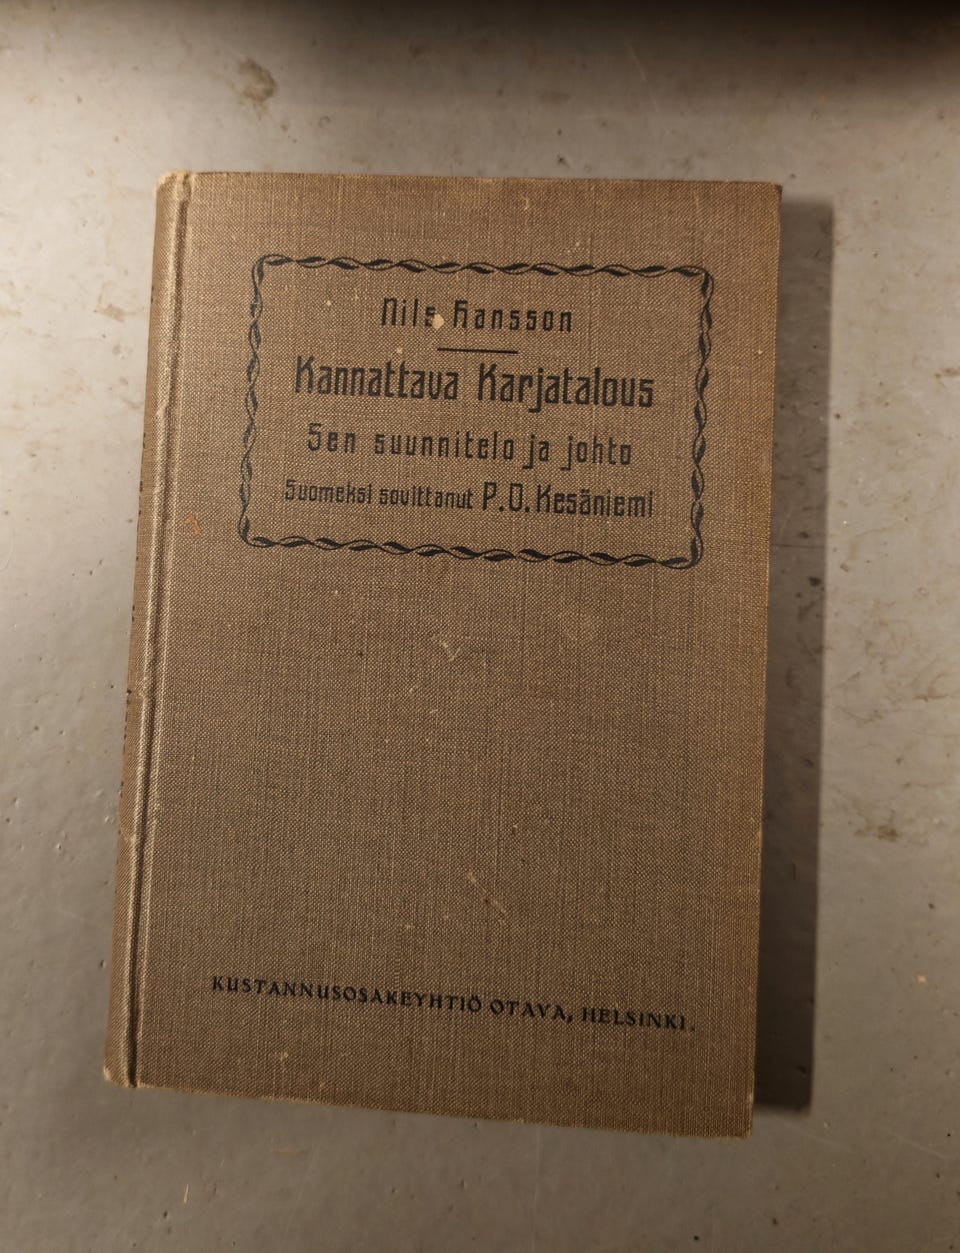 Nils Hansson
Kannattava Karjatalous
Sen suunnitelo ja johto
Suomeksi sovittanut P. O. Kesäniemi
KUSTANNUSOSAKEYHTIÖ OTAVA, HELSINKI.